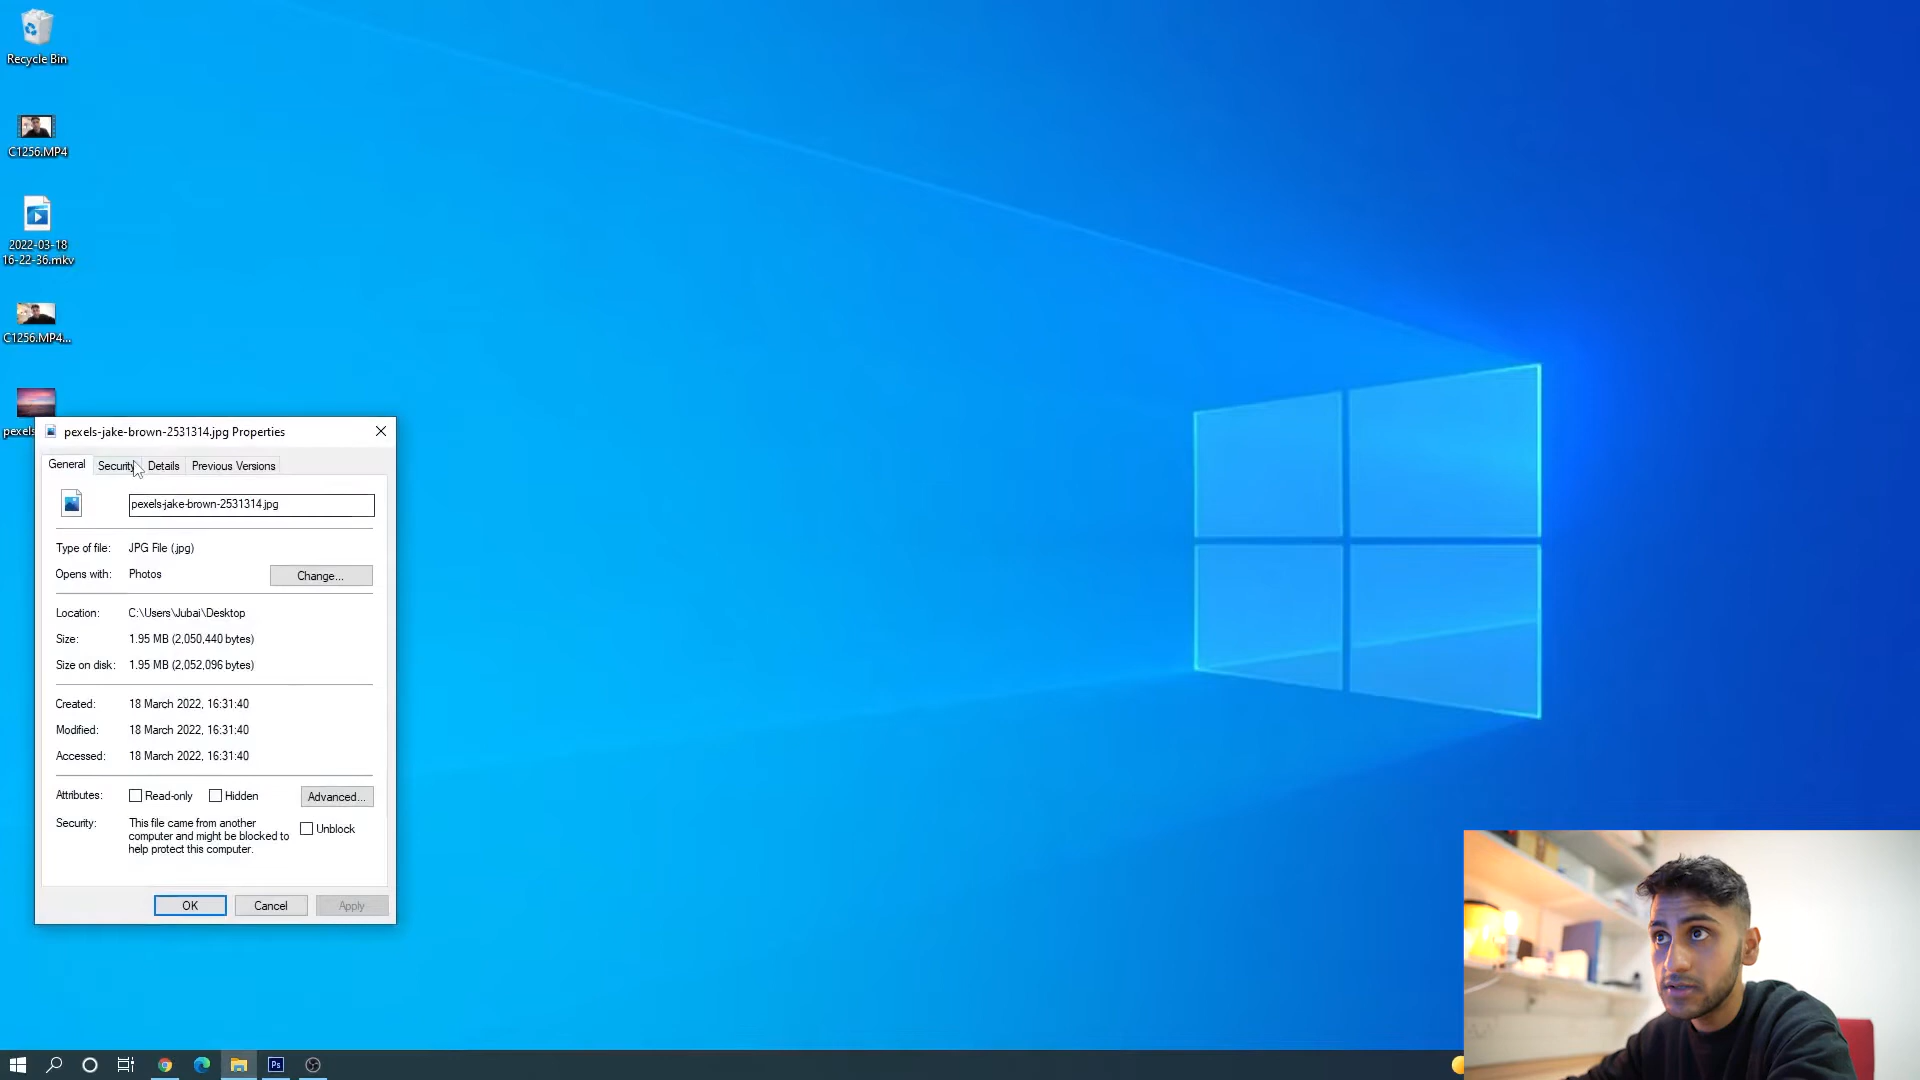 Recycle Bin
C1256.MP4
2022-03-18
16-22-36.mkv
C1256.MP4...
pexels
pexels-jake-brown-2531314.jpg Properties
General Security Details Previous Versions
pexels-jake-brown-2531314.jpg
Type of file: JPG File (.jpg)
Opens with: Photos Change...
Location: C:\Users\Jubai\Desktop
Size: 1.95 MB (2,050,440 bytes)
Size on disk: 1.95 MB (2,052,096 bytes)
Created: 18 March 2022, 16:31:40
Modified: 18 March 2022, 16:31:40
Accessed: 18 March 2022, 16:31:40
Attributes: Read-only Hidden Advanced...
Security: This file came from another
computer and might be blocked to
help protect this computer.
Unblock
OK Cancel Apply
Ps